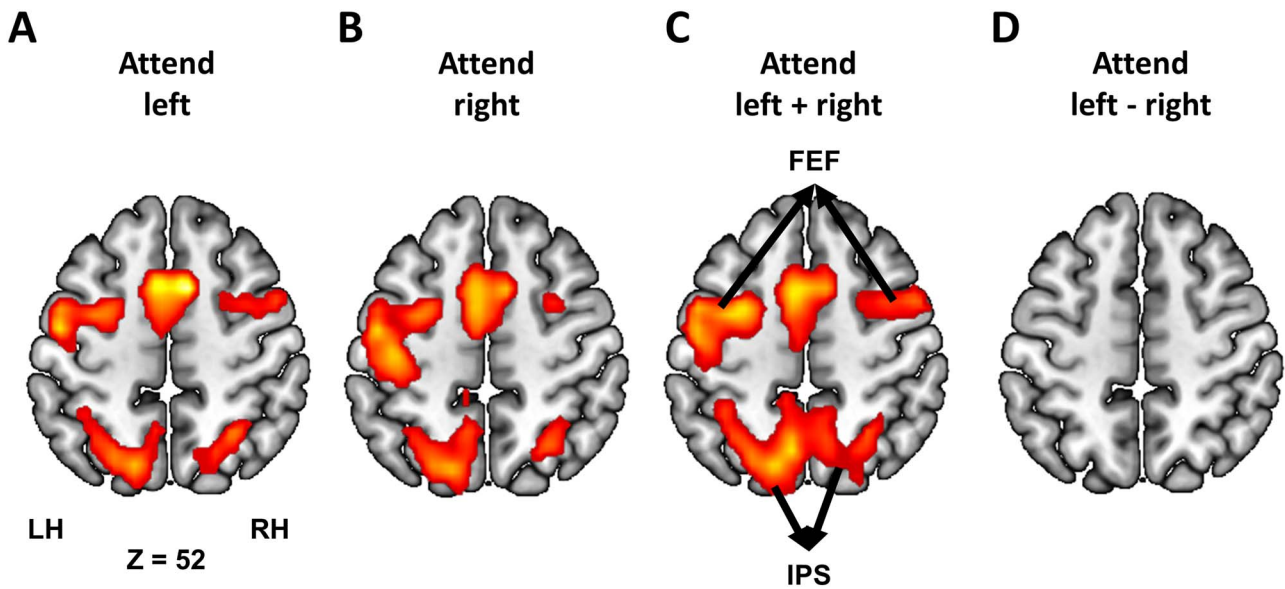 A
Attend
left
B
Attend
right
C
Attend
left + right
D
Attend
left - right
FEF
LH
RH
Z = 52
IPS